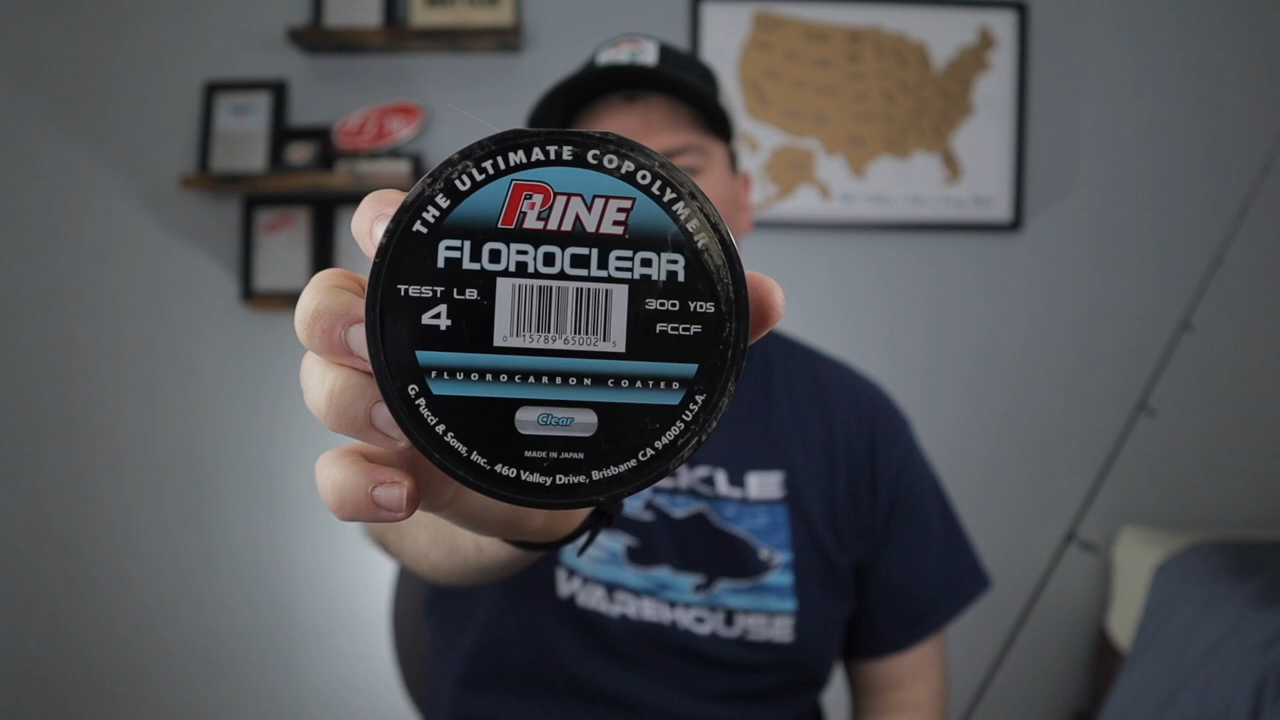 THE ULTIMATE COPOLYMER
PLINE
FLOROCLEAR
TEST LB.
4
300 YDS
FCCF
0 15789 65002 5
FLUOROCARBON COATED
Clear
MADE IN JAPAN
G. Pucci & Sons, Inc, 460 Valley Drive, Brisbane CA 94005 U.S.A.
CKLE
WAREHOUSE